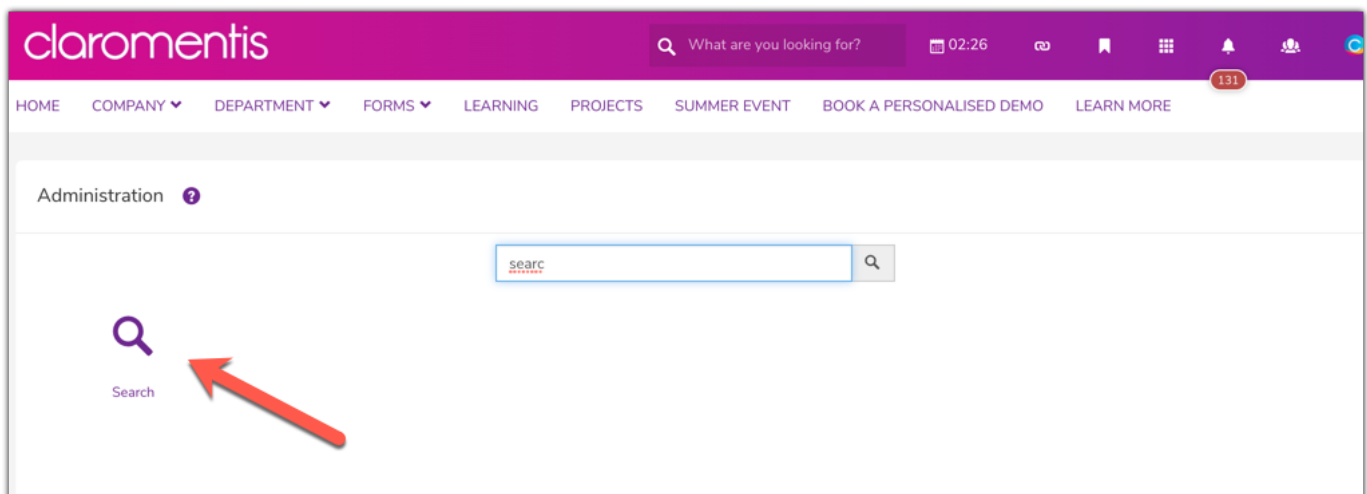 claromentis
What are you looking for?
02:26
131
HOME COMPANY DEPARTMENT FORMS LEARNING PROJECTS SUMMER EVENT BOOK A PERSONALISED DEMO LEARN MORE
Administration ?
searc
Search